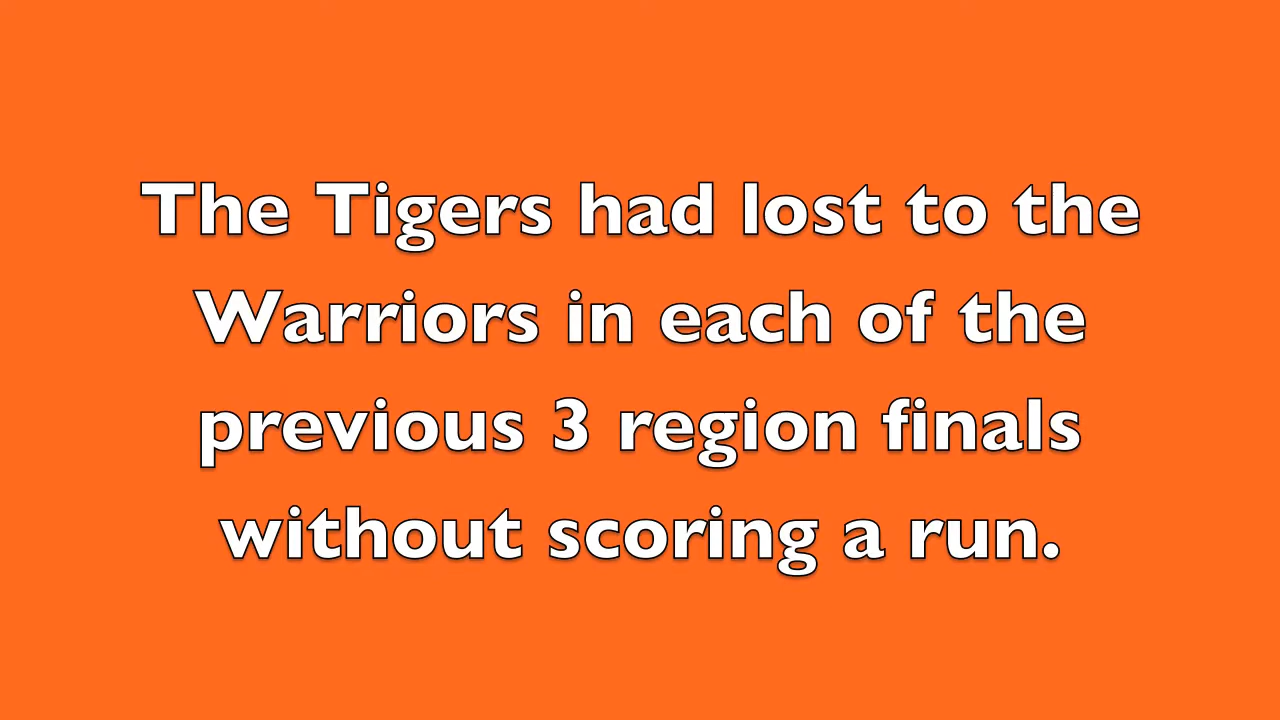 The Tigers had lost to the
Warriors in each of the
previous 3 region finals
without scoring a run.